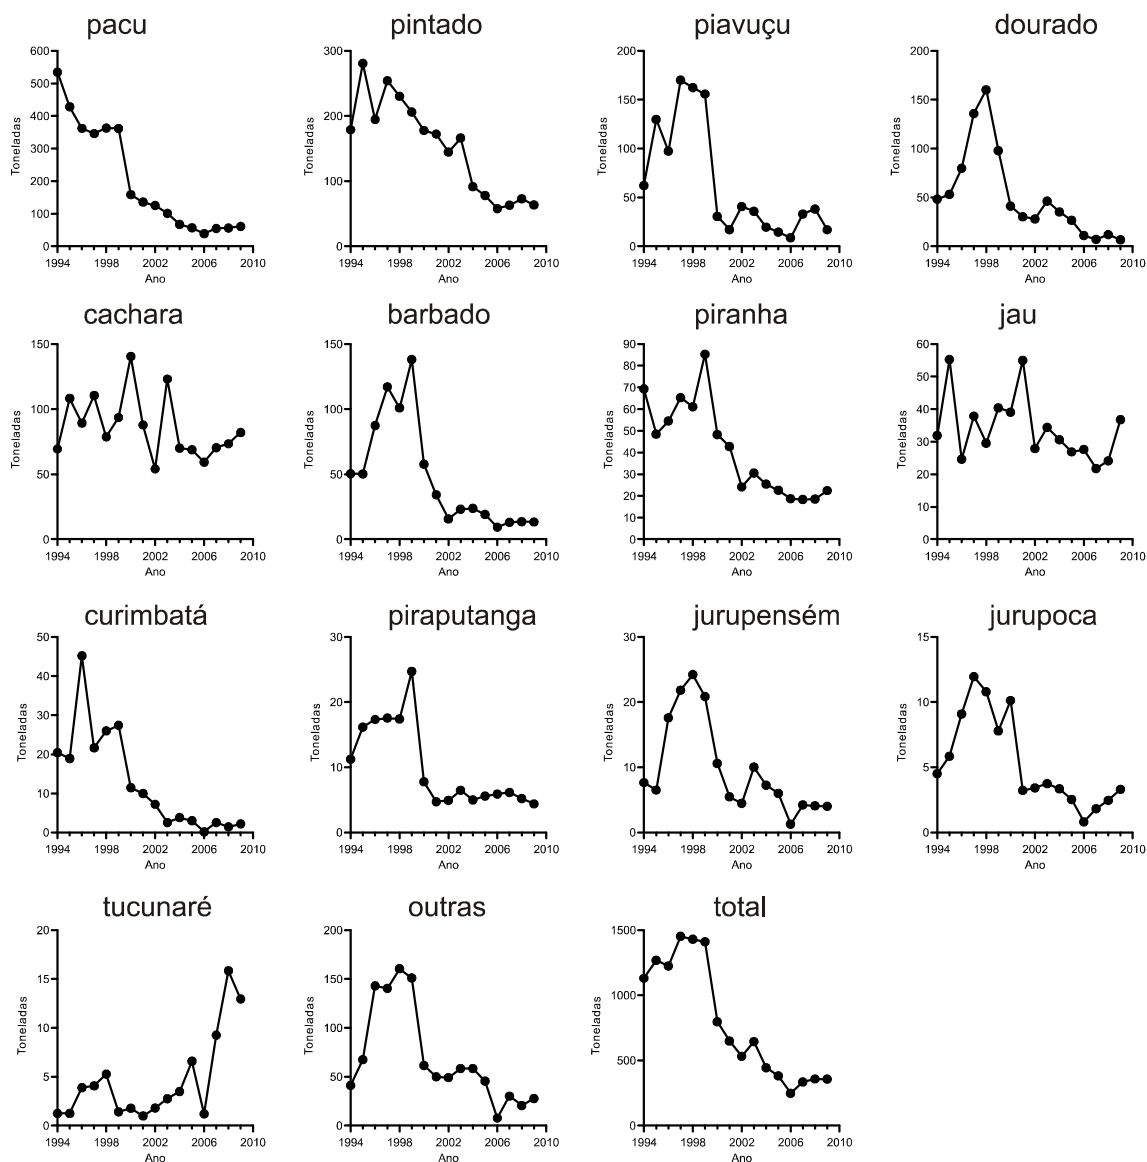 pacu
pintado
piavuçu
dourado
600
500
400
300
200
100
0
Toneladas
1994 1998 2002 2006 2010
Ano
300
200
100
0
Toneladas
1994 1998 2002 2006 2010
Ano
200
150
100
50
0
Toneladas
1994 1998 2002 2006 2010
Ano
200
150
100
50
0
Toneladas
1994 1998 2002 2006 2010
Ano
cachara
barbado
piranha
jau
150
100
50
0
Toneladas
1994 1998 2002 2006 2010
Ano
150
100
50
0
Toneladas
1994 1998 2002 2006 2010
Ano
90
80
70
60
50
40
30
20
10
0
Toneladas
1994 1998 2002 2006 2010
Ano
60
50
40
30
20
10
0
Toneladas
1994 1998 2002 2006 2010
Ano
curimbatá
piraputanga
jurupensém
jurupoca
50
40
30
20
10
0
Toneladas
1994 1998 2002 2006 2010
Ano
30
20
10
0
Toneladas
1994 1998 2002 2006 2010
Ano
30
20
10
0
Toneladas
1994 1998 2002 2006 2010
Ano
15
10
5
0
Toneladas
1994 1998 2002 2006 2010
Ano
tucunaré
outras
total
20
15
10
5
0
Toneladas
1994 1998 2002 2006 2010
Ano
200
150
100
50
0
Toneladas
1994 1998 2002 2006 2010
Ano
1500
1000
500
0
Toneladas
1994 1998 2002 2006 2010
Ano